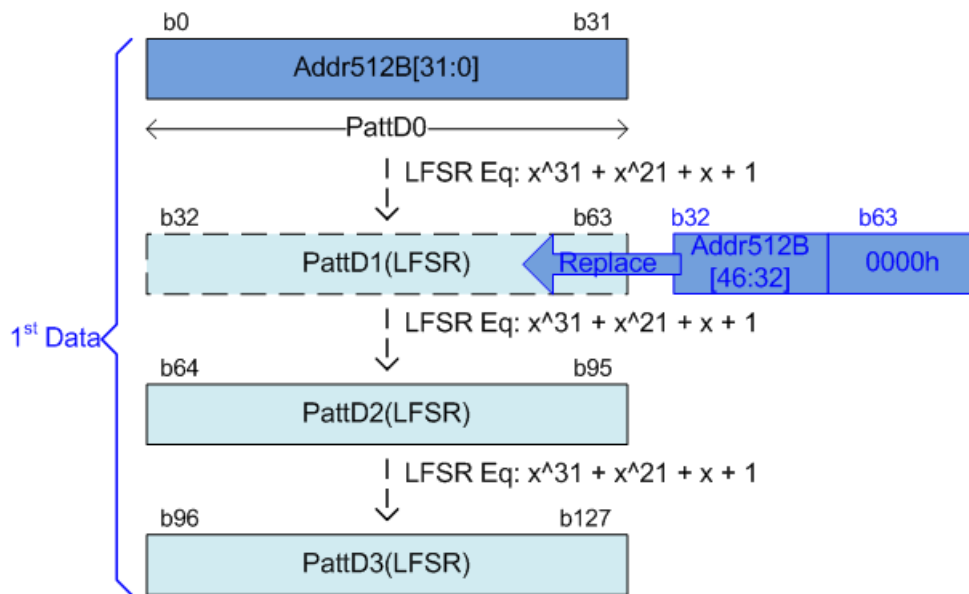 b0 b31
Addr512B[31:0]
PattD0
LFSR Eq: x^31 + x^21 + x + 1
b32 b63 b32 b63
PattD1(LFSR) Replace Addr512B [46:32] 0000h
LFSR Eq: x^31 + x^21 + x + 1
1st Data
b64 b95
PattD2(LFSR)
LFSR Eq: x^31 + x^21 + x + 1
b96 b127
PattD3(LFSR)